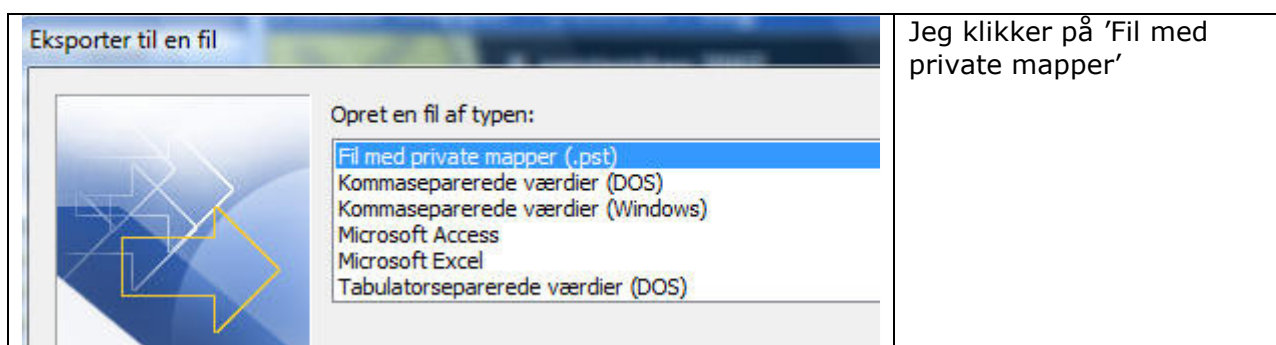 Eksporter til en fil
Opret en fil af typen:
Fil med private mapper (.pst)
Kommaseparerede værdier (DOS)
Kommaseparerede værdier (Windows)
Microsoft Access
Microsoft Excel
Tabulatorseparerede værdier (DOS)
Jeg klikker på ’Fil med
private mapper’